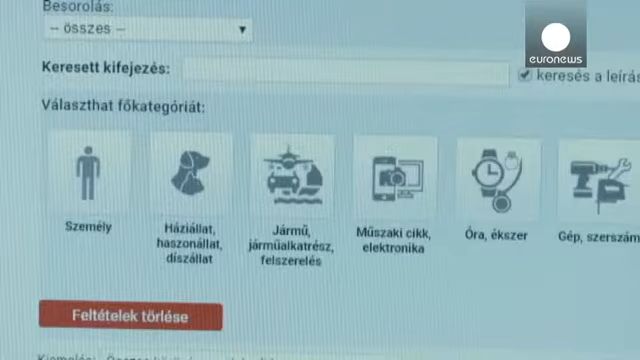 Besorolás:
-- összes --
euronews
Keresett kifejezés:
keresés a leírás
Választhat főkategóriát:
Személy
Háziállat,
haszonállat,
díszállat
Jármű,
járműalkatrész,
felszerelés
Műszaki cikk,
elektronika
Óra, ékszer
Gép, szerszám
Feltételek törlése